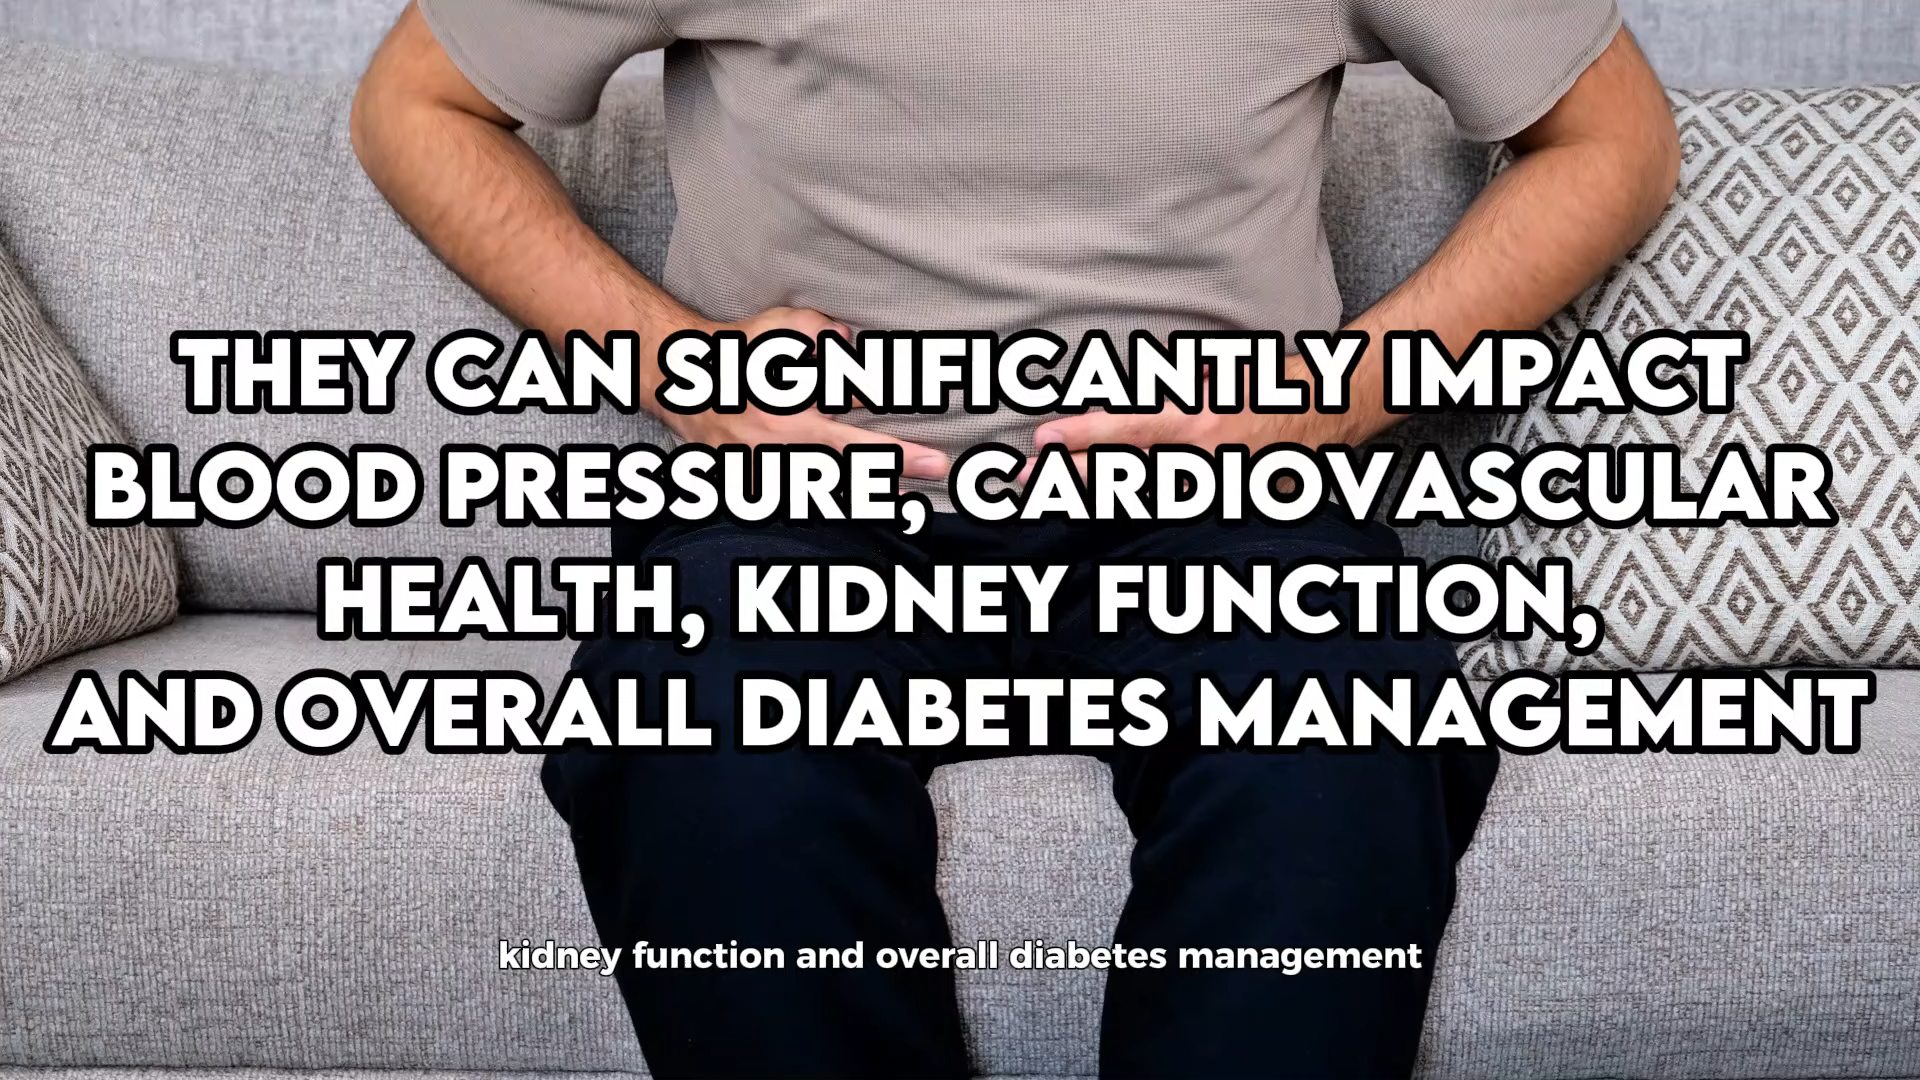 THEY CAN SIGNIFICANTLY IMPACT
BLOOD PRESSURE, CARDIOVASCULAR
HEALTH, KIDNEY FUNCTION,
AND OVERALL DIABETES MANAGEMENT
kidney function and overall diabetes management